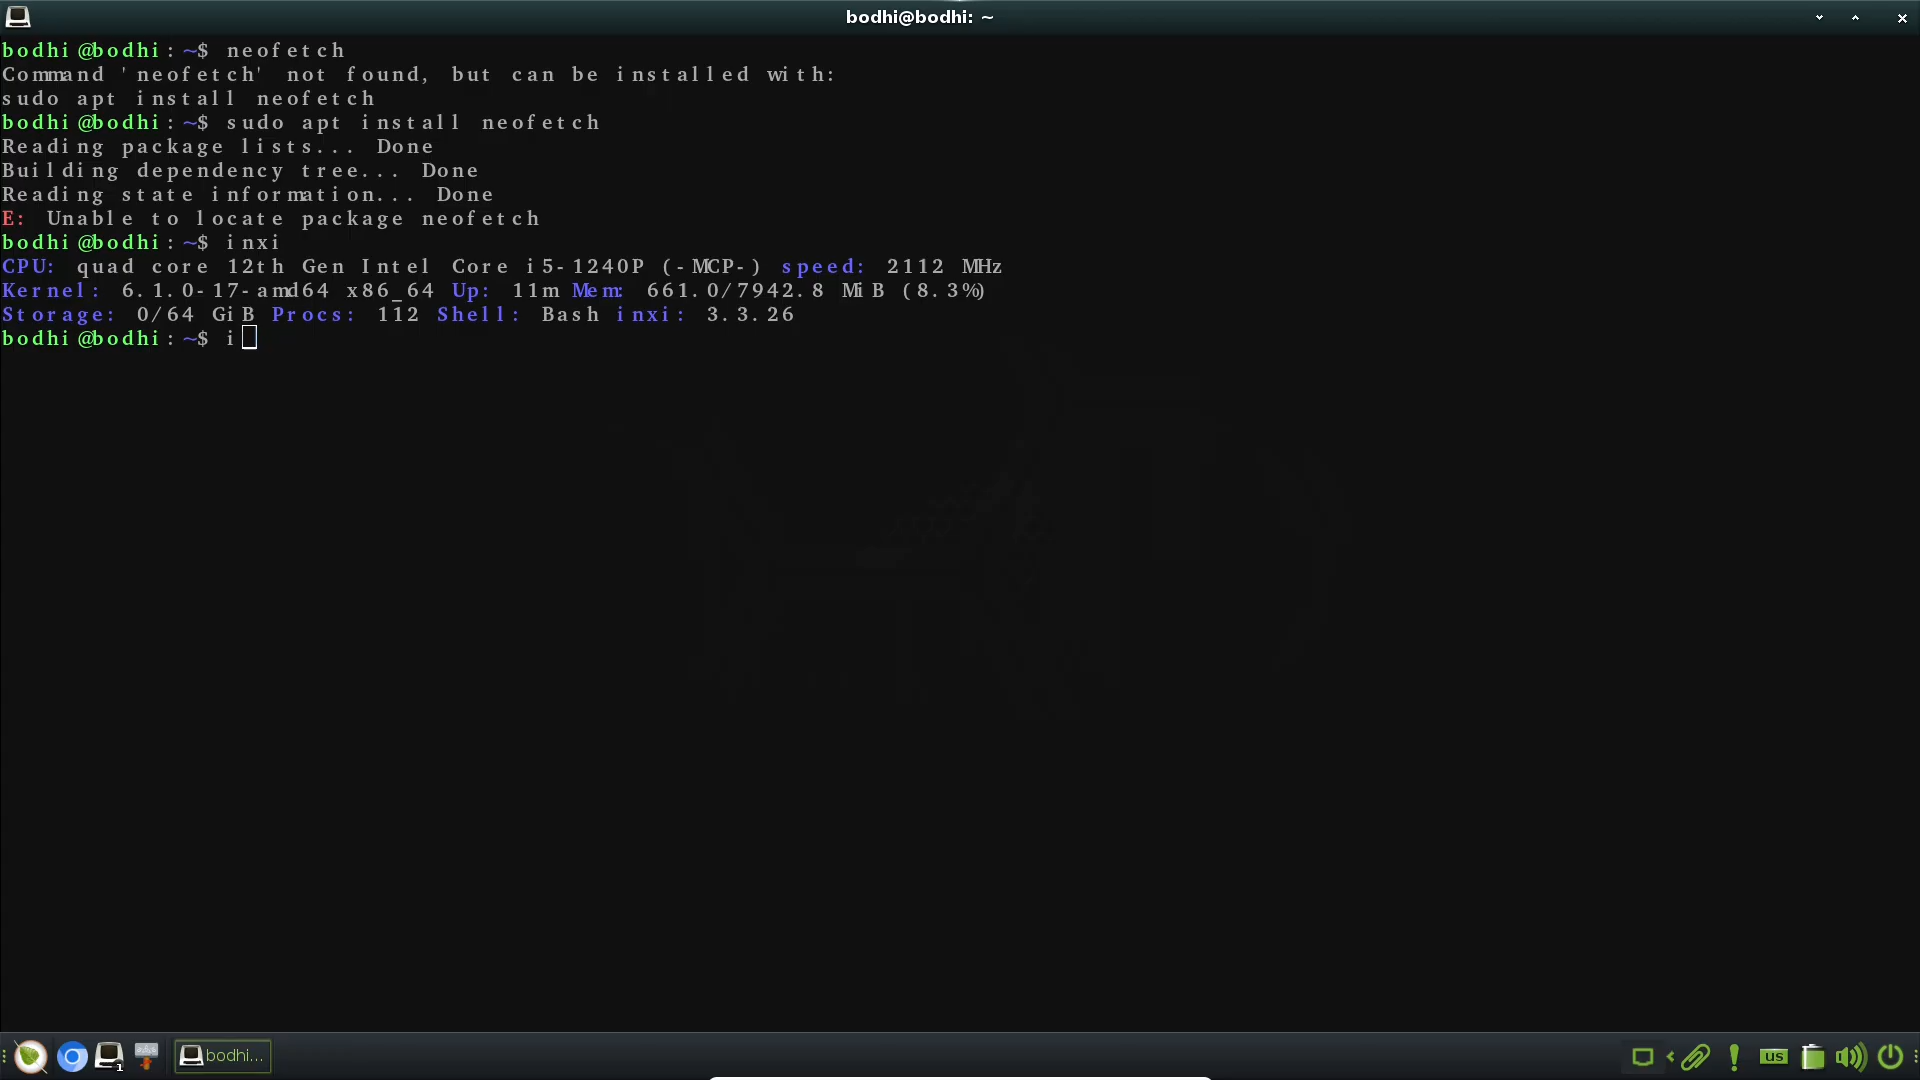 bodhi@bodhi: ~
bodhi@bodhi:~$ neofetch
Command 'neofetch' not found, but can be installed with:
sudo apt install neofetch
bodhi@bodhi:~$ sudo apt install neofetch
Reading package lists... Done
Building dependency tree... Done
Reading state information... Done
E: Unable to locate package neofetch
bodhi@bodhi:~$ inxi
CPU: quad core 12th Gen Intel Core i5-1240P (-MCP-) speed: 2112 MHz
Kernel: 6.1.0-17-amd64 x86_64 Up: 11m Mem: 661.0/7942.8 MiB (8.3%)
Storage: 0/64 GiB Procs: 112 Shell: Bash inxi: 3.3.26
bodhi@bodhi:~$ i
1 bodhi... us